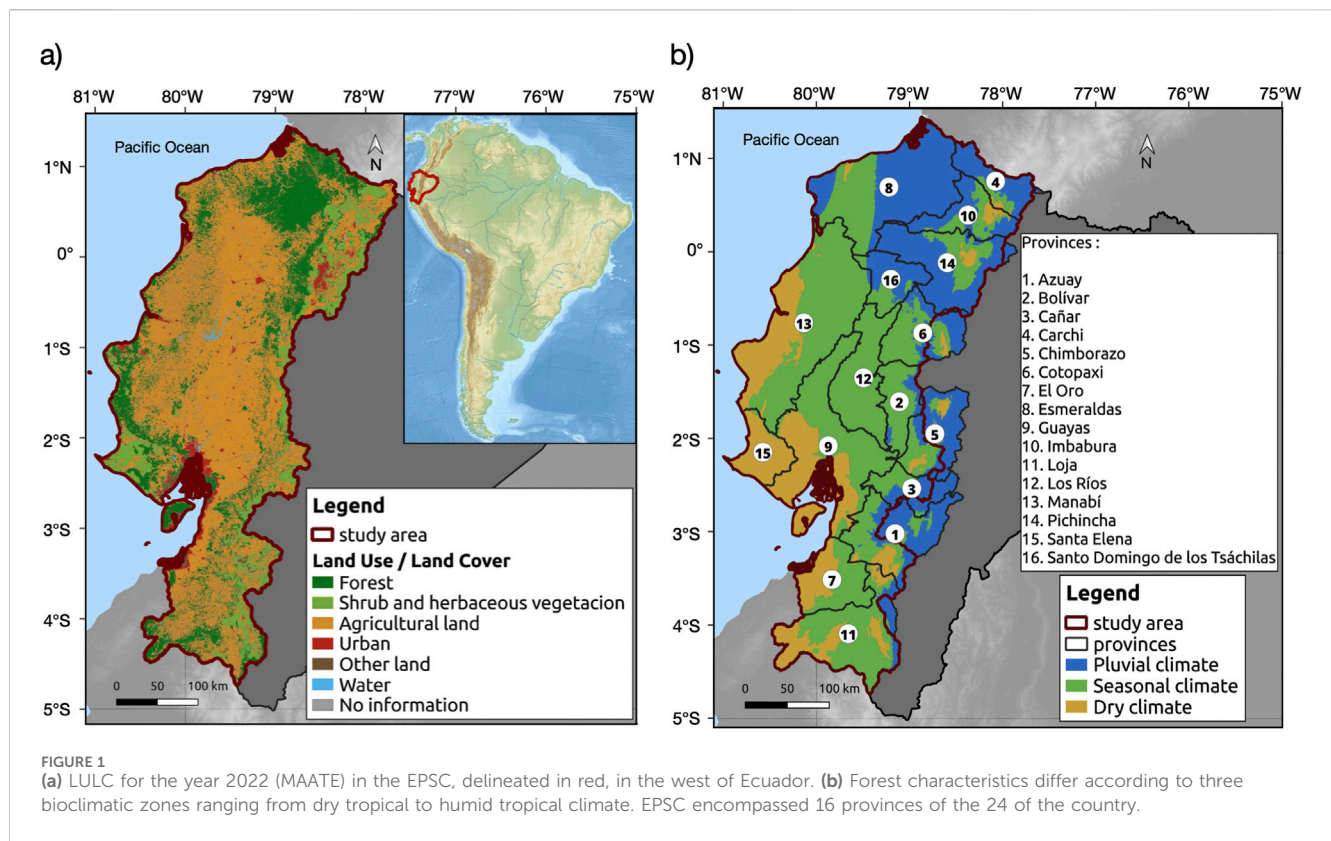 a)
81°W 80°W 79°W 78°W 77°W 76°W 75°W
Pacific Ocean
N
1°N
0°
1°S
2°S
3°S
4°S
5°S
0 50 100 km
Legend
study area
Land Use / Land Cover
Forest
Shrub and herbaceous vegetacion
Agricultural land
Urban
Other land
Water
No information
b)
81°W 80°W 79°W 78°W 77°W 76°W 75°W
Pacific Ocean
N
1°N
0°
1°S
2°S
3°S
4°S
5°S
8
4
10
14
16
13
6
12
2
15
9
5
3
1
7
11
0 50 100 km
Provinces :
1. Azuay
2. Bolívar
3. Cañar
4. Carchi
5. Chimborazo
6. Cotopaxi
7. El Oro
8. Esmeraldas
9. Guayas
10. Imbabura
11. Loja
12. Los Ríos
13. Manabí
14. Pichincha
15. Santa Elena
16. Santo Domingo de los Tsáchilas
Legend
study area
provinces
Pluvial climate
Seasonal climate
Dry climate
FIGURE 1
(a) LULC for the year 2022 (MAATE) in the EPSC, delineated in red, in the west of Ecuador. (b) Forest characteristics differ according to three
bioclimatic zones ranging from dry tropical to humid tropical climate. EPSC encompassed 16 provinces of the 24 of the country.